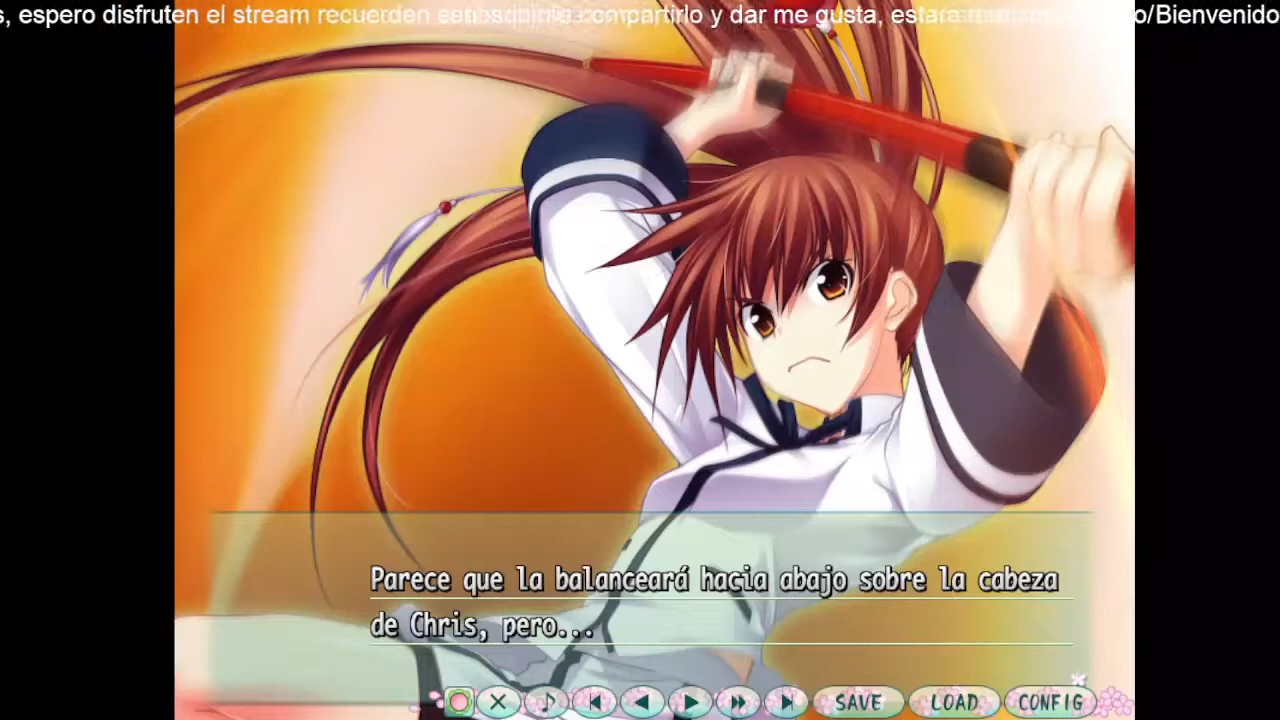 s, espero disfruten el stream recuerden compartirlo y dar me gusta, o/Bienvenido
Parece que la balanceará hacia abajo sobre la cabeza
de Chris, pero...
SAVE LOAD CONFIG